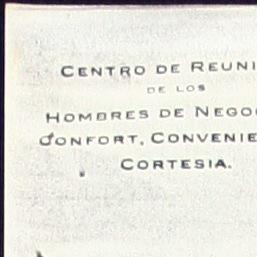 CENTRO DE REUNI
DE LOS
HOMBRES DE NEGO
CONFORT, CONVENIE
CORTESIA.